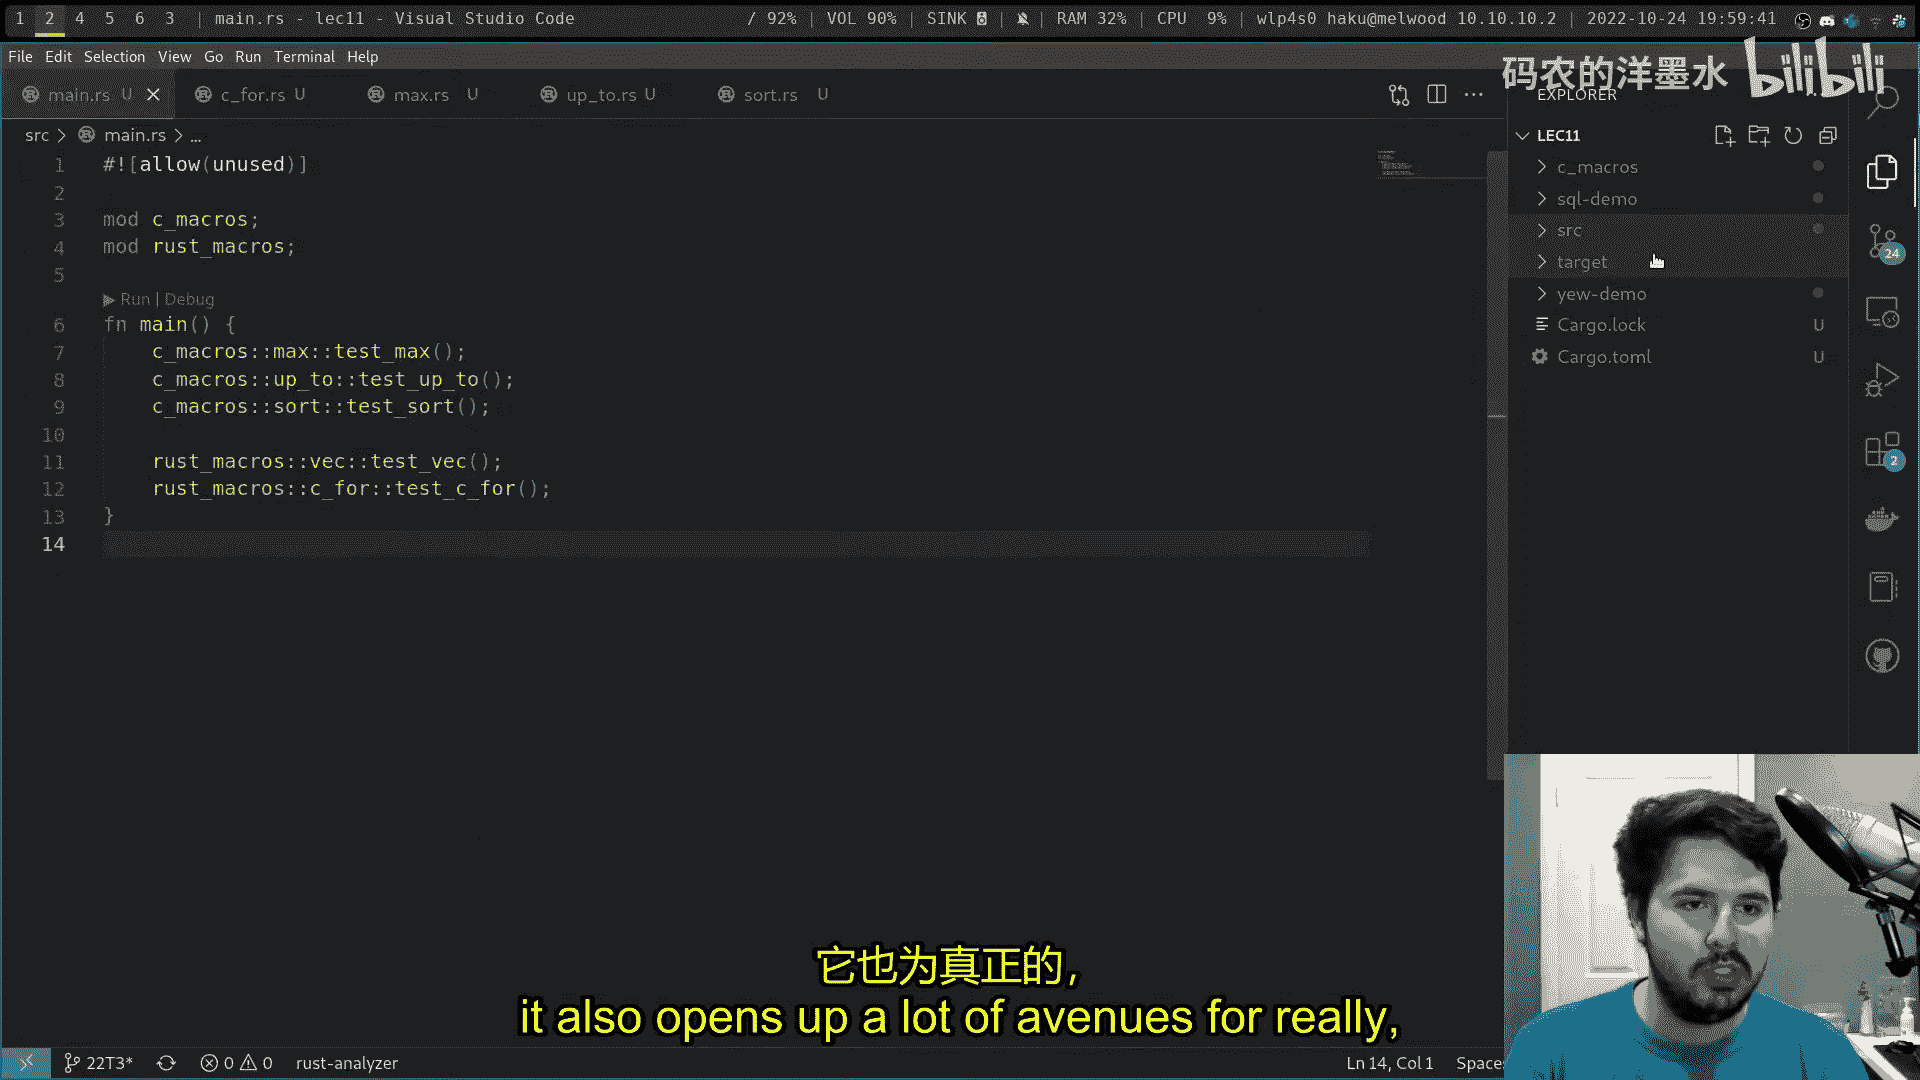 1 2 4 5 6 3 | main.rs - lec11 - Visual Studio Code
/ 92% | VOL 90% | SINK | | RAM 32% | CPU 9% | wlp4s0 haku@melwood 10.10.10.2 | 2022-10-24 19:59:41
File Edit Selection View Go Run Terminal Help
码农的洋墨水 bilibili
main.rs U
c_for.rs U
max.rs U
up_to.rs U
sort.rs U
EXPLORER
src > main.rs > ...
LEC11
1 #![allow(unused)]
2
3 mod c_macros;
4 mod rust_macros;
5
▶ Run | Debug
6 fn main() {
7 c_macros::max::test_max();
8 c_macros::up_to::test_up_to();
9 c_macros::sort::test_sort();
10
11 rust_macros::vec::test_vec();
12 rust_macros::c_for::test_c_for();
13 }
14
c_macros
sql-demo
src
target
yew-demo
Cargo.lock U
Cargo.toml U
24
2
它也为真正的，
it also opens up a lot of avenues for really,
22T3* 0 0 rust-analyzer
Ln 14, Col 1 Spaces